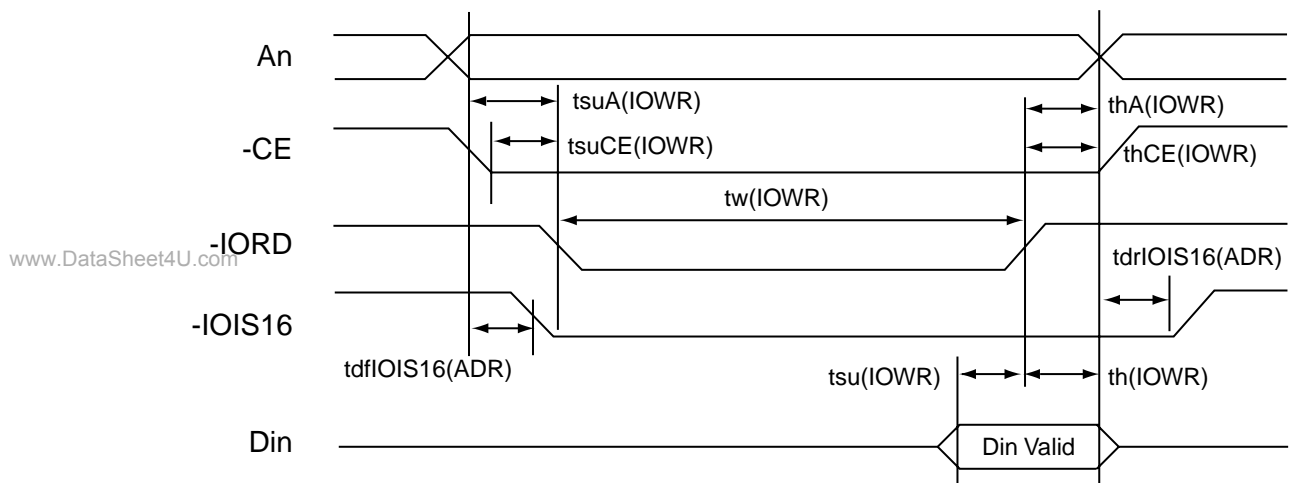 An
tsuA(IOWR)
thA(IOWR)
-CE
tsuCE(IOWR)
thCE(IOWR)
tw(IOWR)
-IORD
www.DataSheet4U.com
tdrIOIS16(ADR)
-IOIS16
tdfIOIS16(ADR)
tsu(IOWR)
th(IOWR)
Din
Din Valid